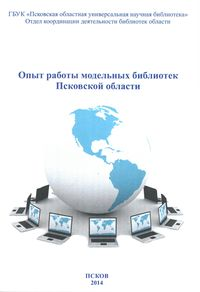 ГБУК «Псковская областная универсальная научная библиотека»
Отдел координации деятельности библиотек области
Опыт работы модельных библиотек
Псковской области
ПСКОВ
2014